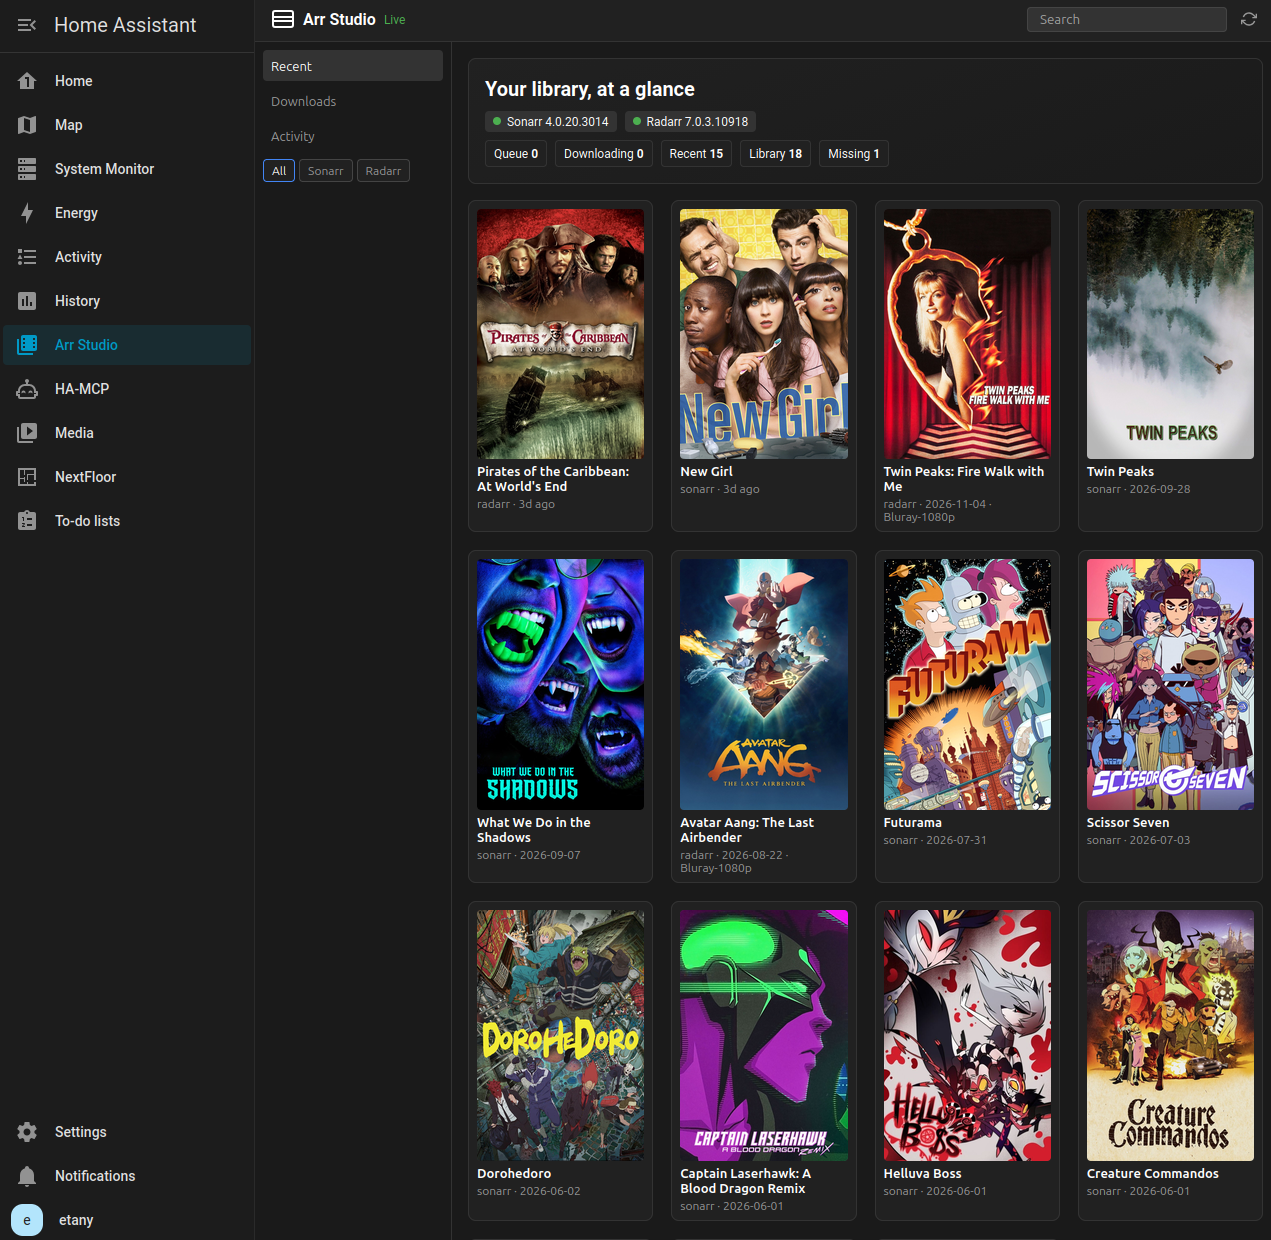 Home Assistant
Home
Map
System Monitor
Energy
Activity
History
Arr Studio
HA-MCP
Media
NextFloor
To-do lists
Settings
Notifications
e
etany
Arr Studio Live
Search
Recent
Downloads
Activity
All Sonarr Radarr
Your library, at a glance
Sonarr 4.0.20.3014 Radarr 7.0.3.10918
Queue 0 Downloading 0 Recent 15 Library 18 Missing 1
PIRATES of the CARIBBEAN
AT WORLD'S END
Pirates of the Caribbean:
At World's End
radarr · 3d ago
New Girl
New Girl
sonarr · 3d ago
TWIN PEAKS
FIRE WALK WITH ME
Twin Peaks: Fire Walk with
Me
radarr · 2026-11-04 ·
Bluray-1080p
TWIN PEAKS
Twin Peaks
sonarr · 2026-09-28
WHAT WE DO IN THE
SHADOWS
What We Do in the
Shadows
sonarr · 2026-09-07
AVATAR
AANG
THE LAST AIRBENDER
Avatar Aang: The Last
Airbender
radarr · 2026-08-22 ·
Bluray-1080p
FUTURAMA
Futurama
sonarr · 2026-07-31
SCISSOR SEVEN
Scissor Seven
sonarr · 2026-07-03
DOROHEDORO
Dorohedoro
sonarr · 2026-06-02
CAPTAIN LASERHAWK
A BLOOD DRAGON REMIX
Captain Laserhawk: A
Blood Dragon Remix
sonarr · 2026-06-01
HELLUVA
BOSS
Helluva Boss
sonarr · 2026-06-01
Creature
Commandos
Creature Commandos
sonarr · 2026-06-01